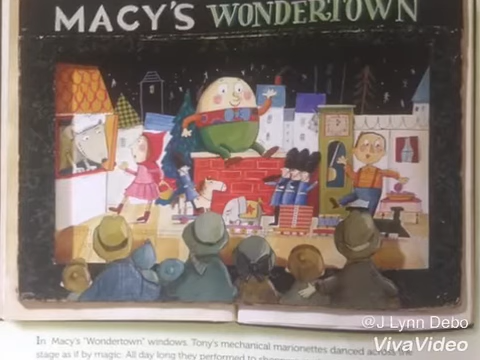 MACY'S WONDERTOWN
In Macy's "Wondertown" windows, Tony's mechanical marionettes danced across the
stage as if by magic. All day long they performed to
@J Lynn Debo
VivaVideo